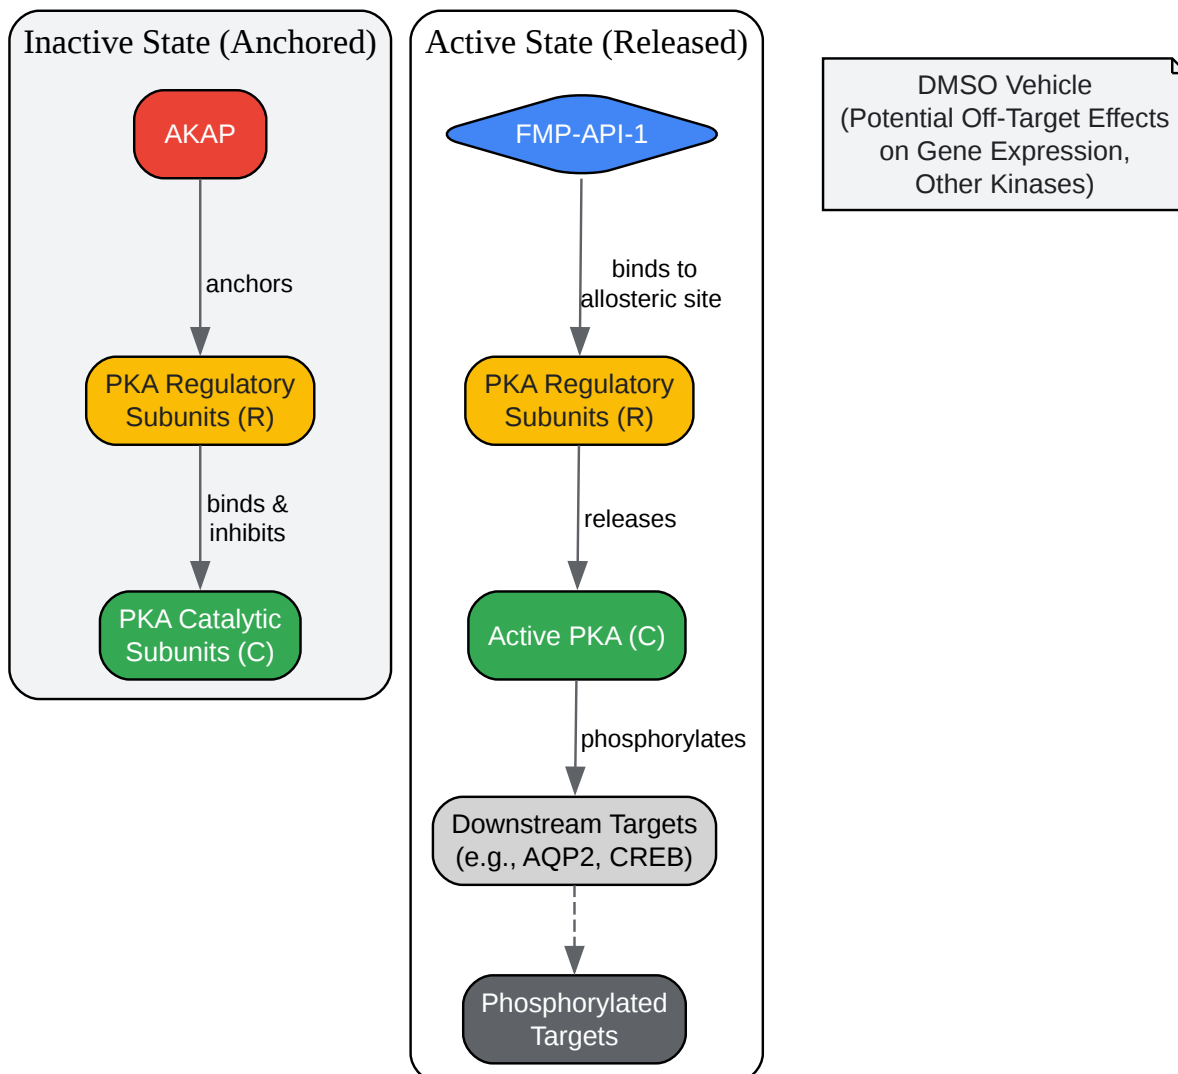 Inactive State (Anchored)
AKAP
anchors
PKA Regulatory
Subunits (R)
binds &
inhibits
PKA Catalytic
Subunits (C)
Active State (Released)
FMP-API-1
binds to
allosteric site
PKA Regulatory
Subunits (R)
releases
Active PKA (C)
phosphorylates
Downstream Targets
(e.g., AQP2, CREB)
Phosphorylated
Targets
DMSO Vehicle
(Potential Off-Target Effects
on Gene Expression,
Other Kinases)